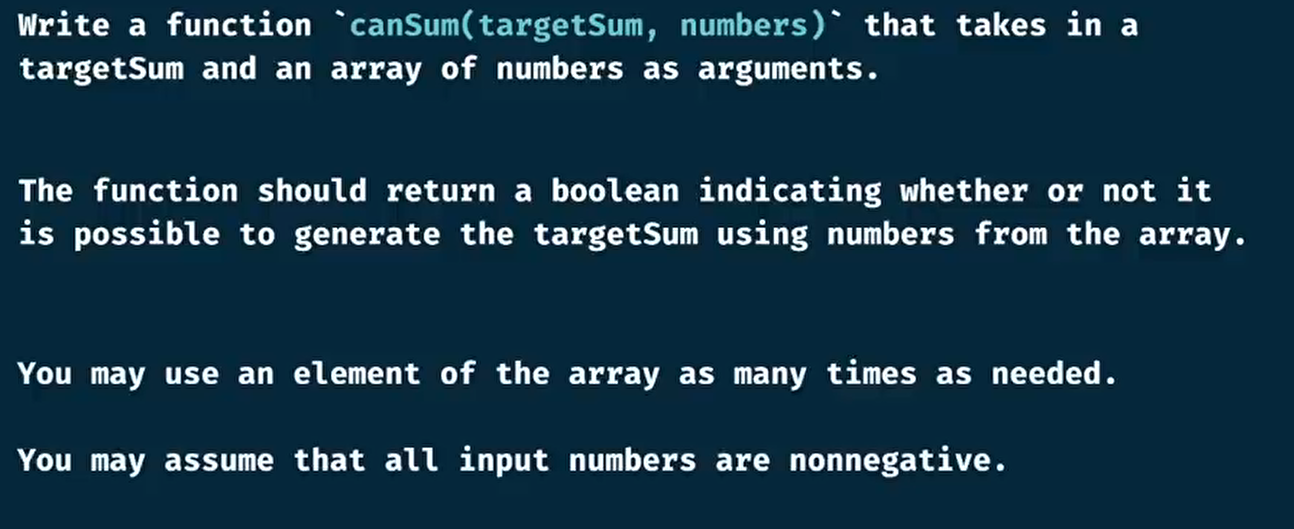 Write a function `canSum(targetSum, numbers)` that takes in a
targetSum and an array of numbers as arguments.
The function should return a boolean indicating whether or not it
is possible to generate the targetSum using numbers from the array.
You may use an element of the array as many times as needed.
You may assume that all input numbers are nonnegative.